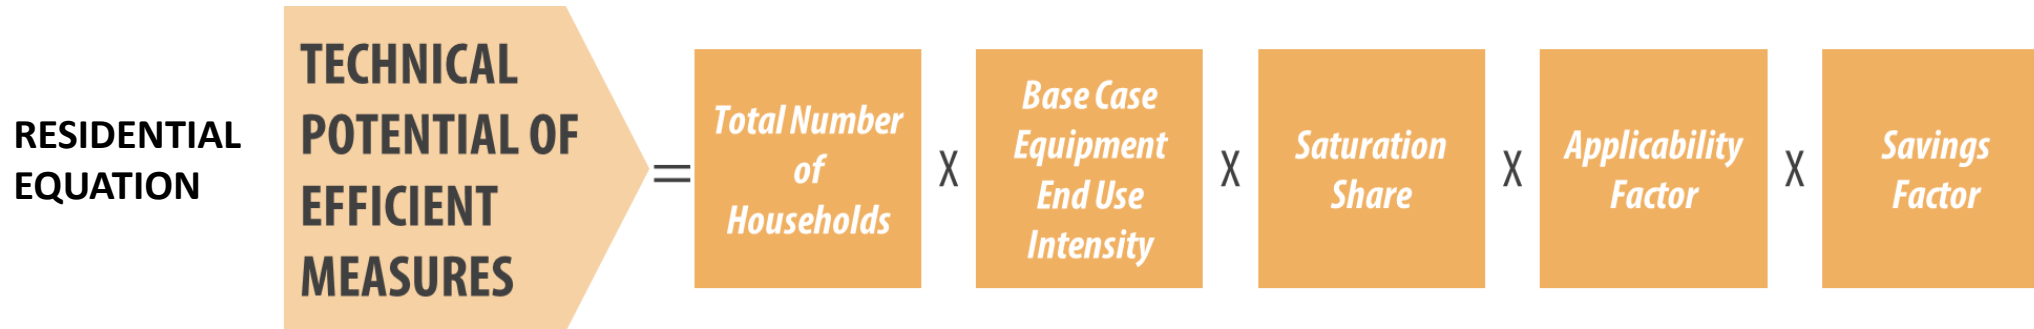 RESIDENTIAL
EQUATION
TECHNICAL
POTENTIAL OF
EFFICIENT
MEASURES
=
Total Number
of
Households
X
Base Case
Equipment
End Use
Intensity
X
Saturation
Share
X
Applicability
Factor
X
Savings
Factor